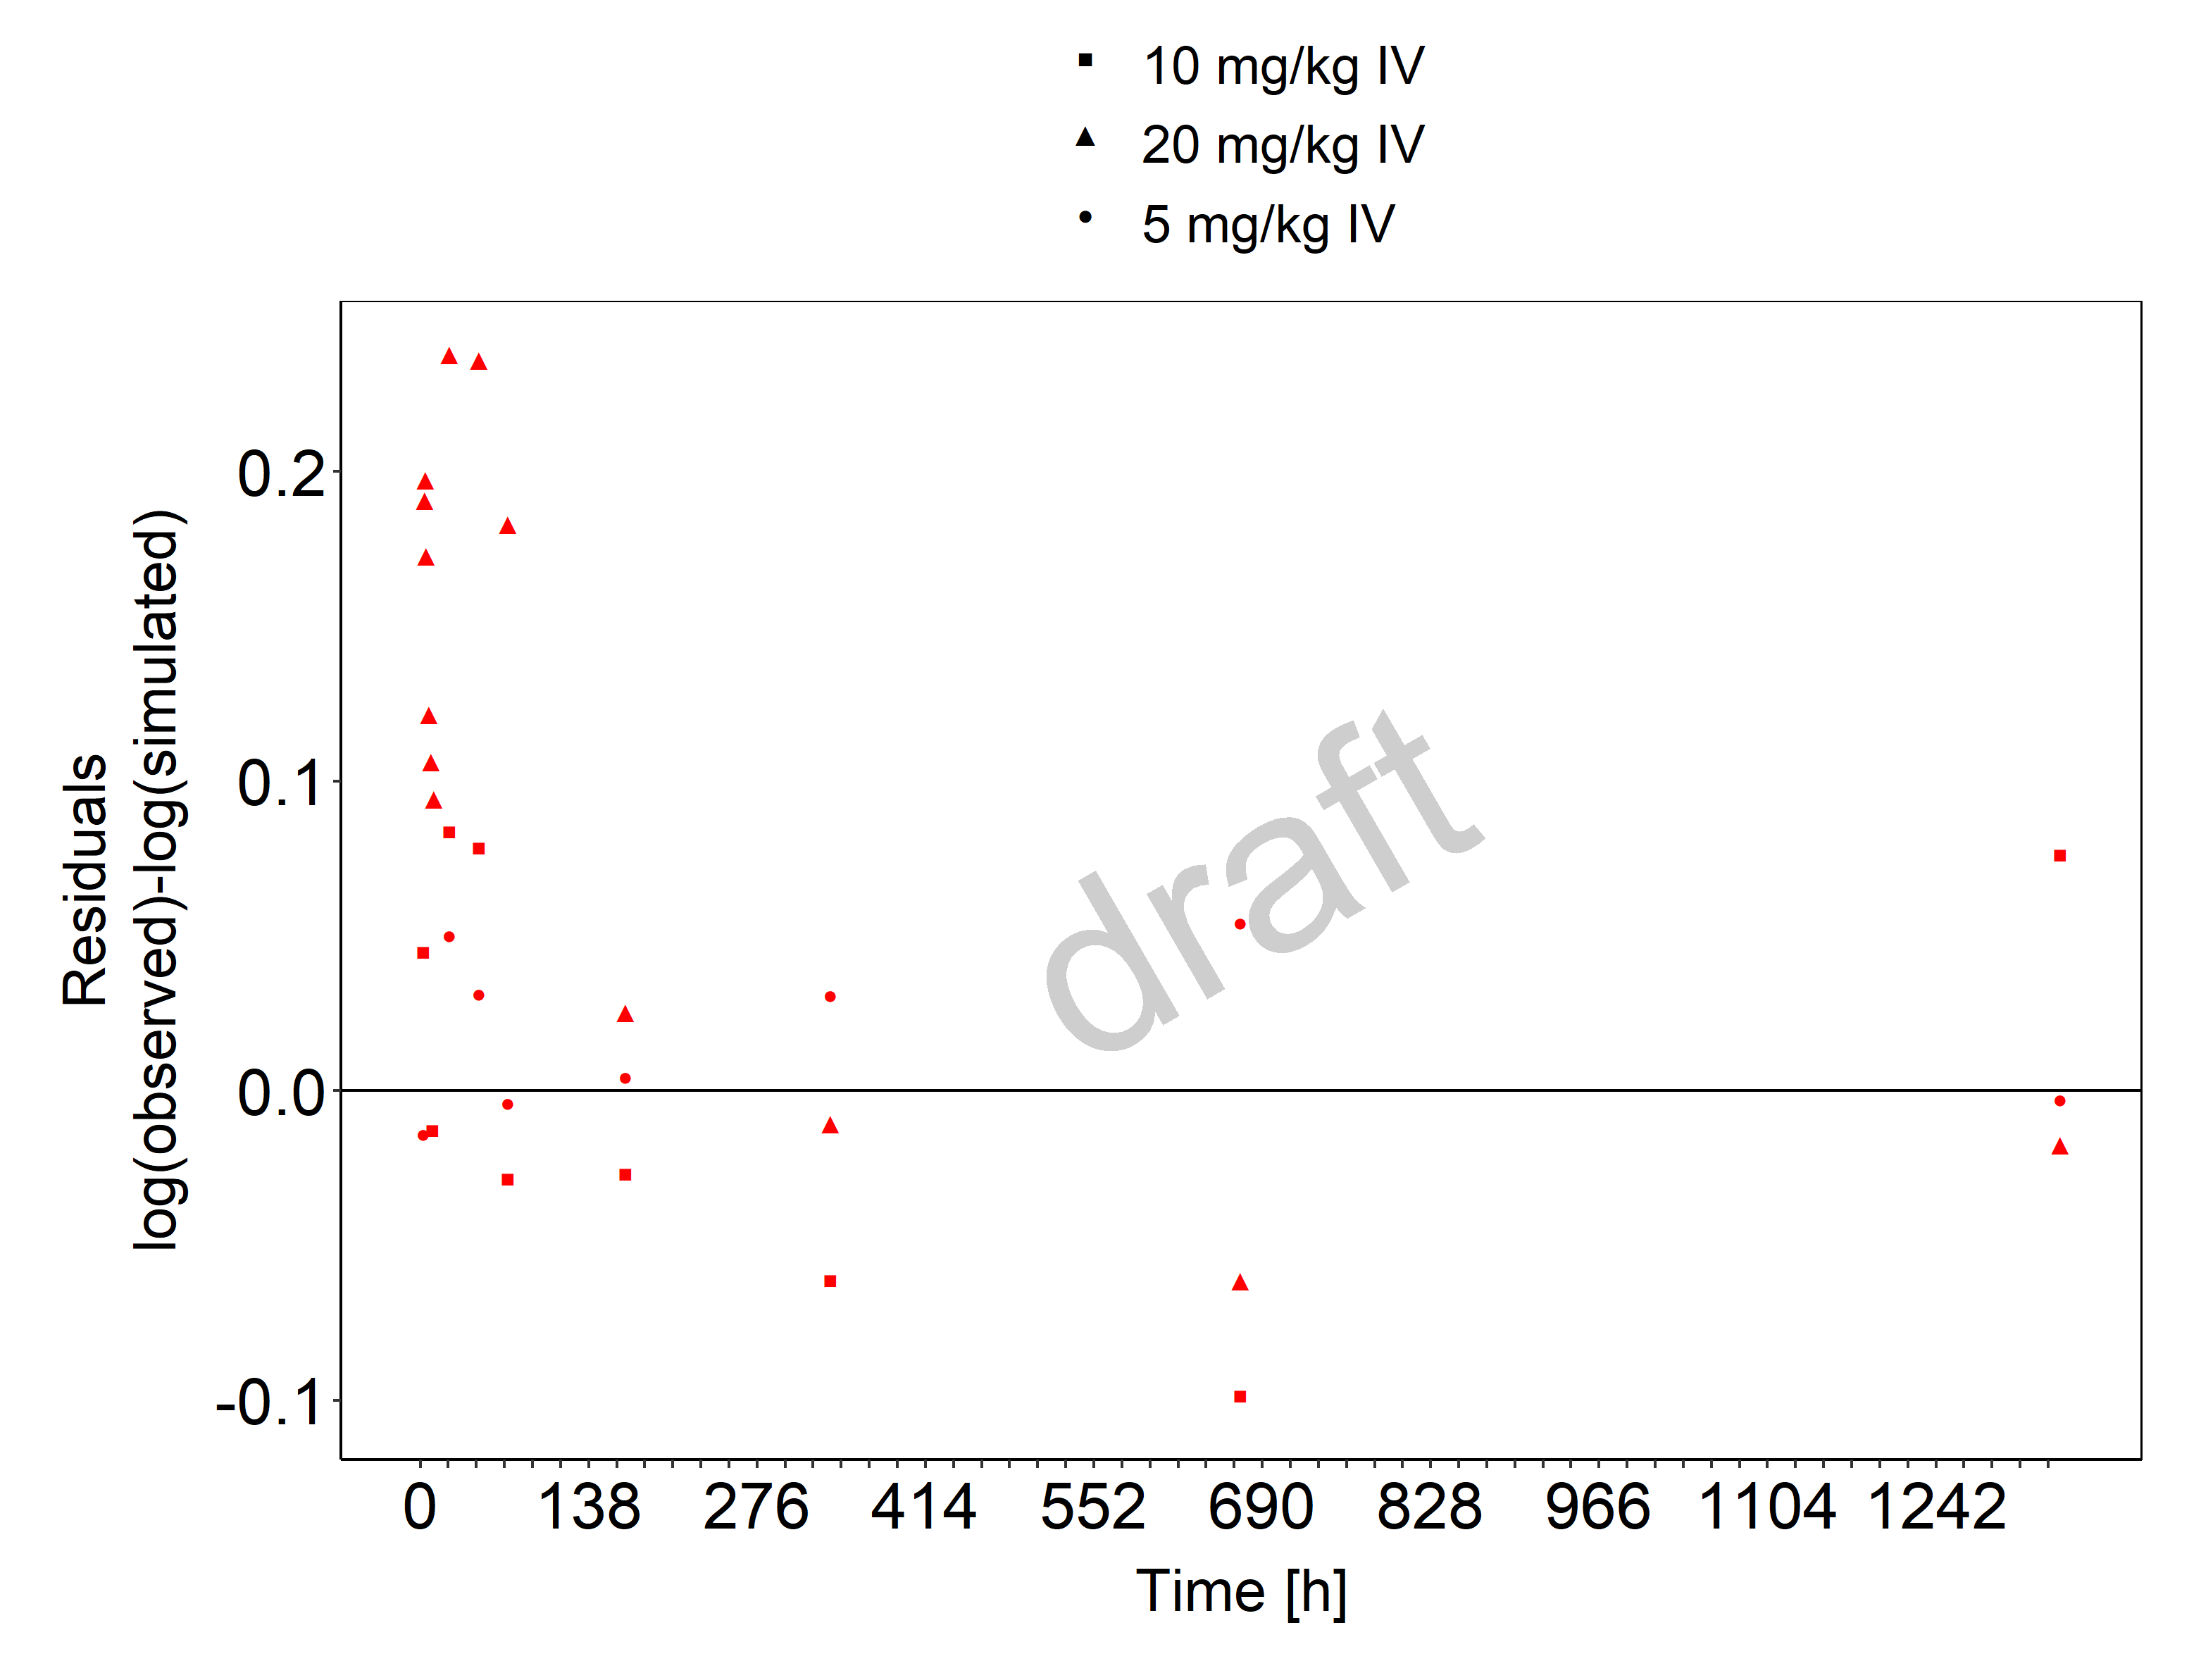 10 mg/kg IV
20 mg/kg IV
5 mg/kg IV
Residuals
log(observed)-log(simulated)
0.2
0.1
0.0
-0.1
draft
0 138 276 414 552 690 828 966 1104 1242
Time [h]